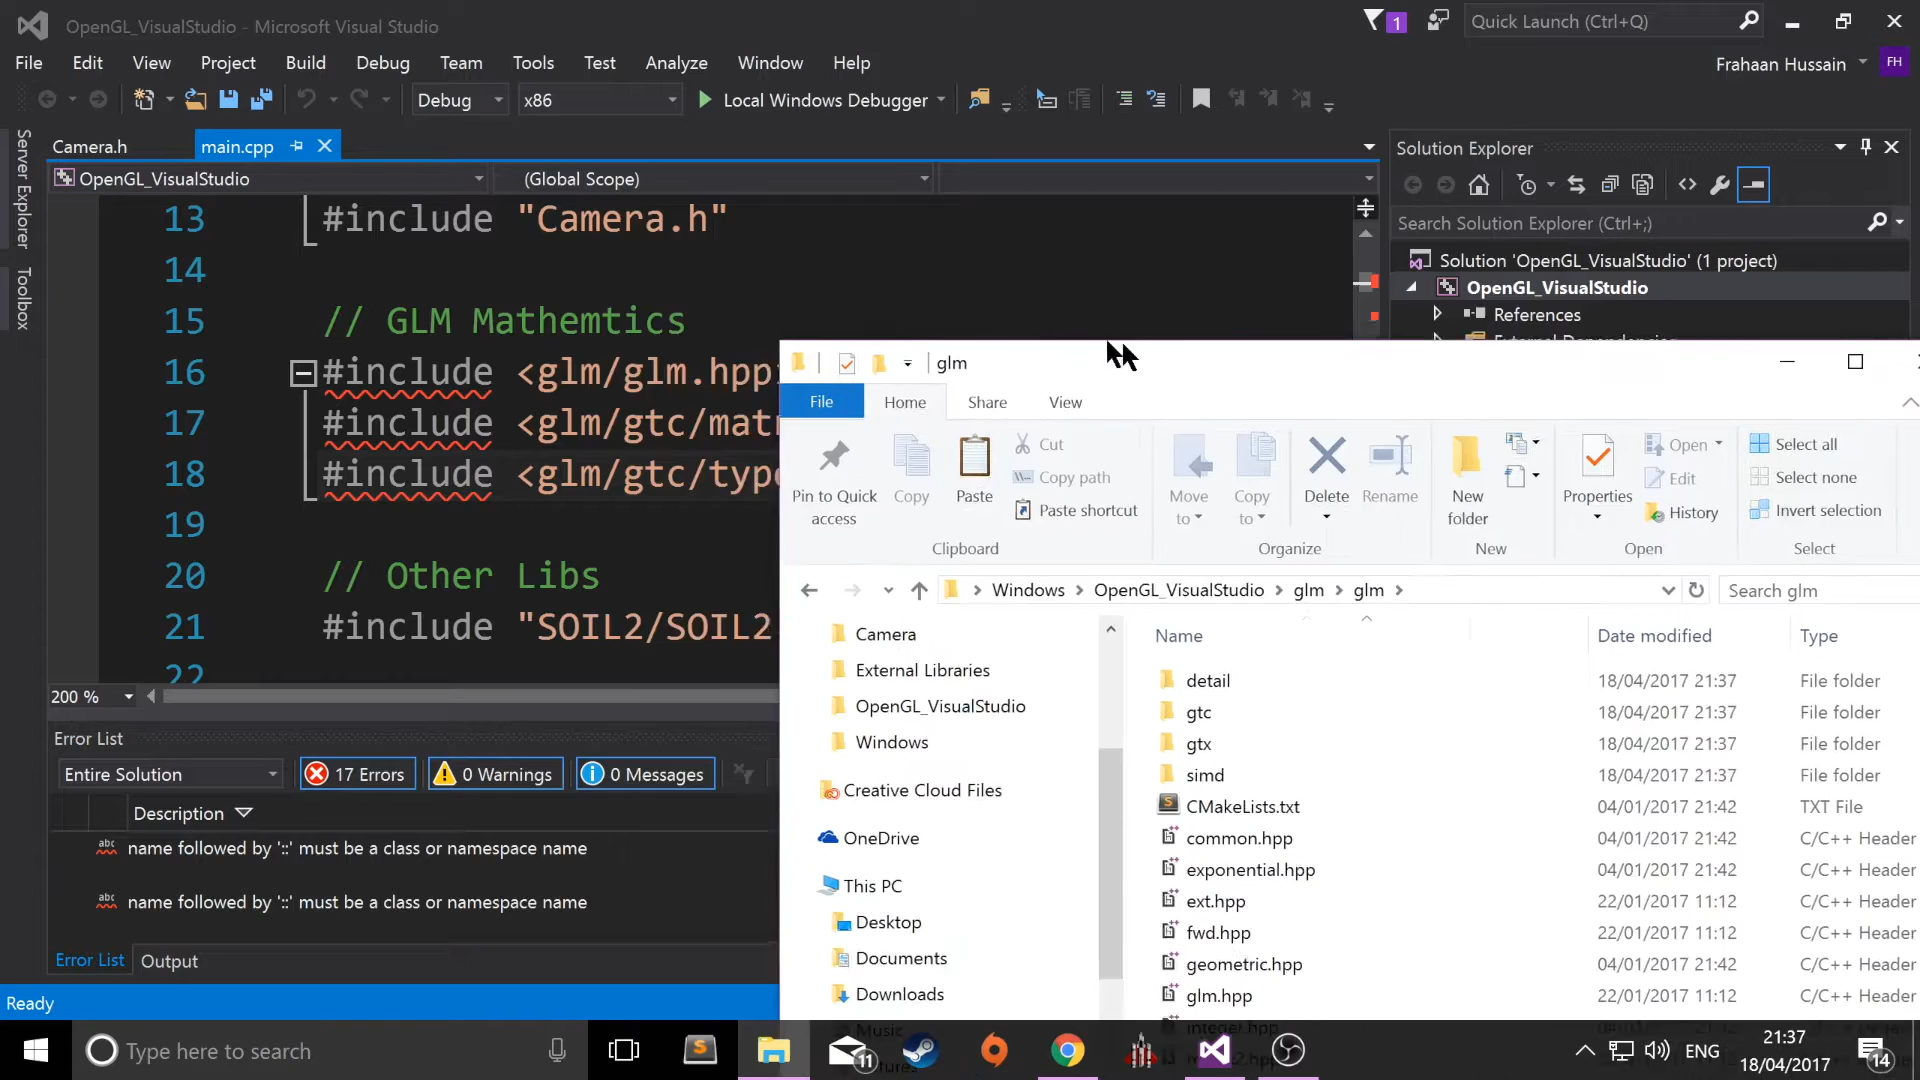 OpenGL_VisualStudio - Microsoft Visual Studio
1
Quick Launch (Ctrl+Q)
File Edit View Project Build Debug Team Tools Test Analyze Window Help
Frahaan Hussain FH
Debug x86 Local Windows Debugger
Server Explorer
Toolbox
Camera.h main.cpp
OpenGL_VisualStudio (Global Scope)
13 #include "Camera.h"
14
15 // GLM Mathemtics
16 #include <glm/glm.hpp
17 #include <glm/gtc/mat
18 #include <glm/gtc/typ
19
20 // Other Libs
21 #include "SOIL2/SOIL2
22
200 %
Solution Explorer
Search Solution Explorer (Ctrl+;)
Solution 'OpenGL_VisualStudio' (1 project)
OpenGL_VisualStudio
References
External Dependencies
Error List
Entire Solution 17 Errors 0 Warnings 0 Messages
Description
abc name followed by '::' must be a class or namespace name
abc name followed by '::' must be a class or namespace name
Error List Output
Ready
glm
File Home Share View
Pin to Quick access
Copy
Paste
Cut
Copy path
Paste shortcut
Clipboard
Move to
Copy to
Delete
Rename
Organize
New folder
New
Properties
Open
Edit
History
Open
Select all
Select none
Invert selection
Select
Windows OpenGL_VisualStudio glm glm
Search glm
Camera
External Libraries
OpenGL_VisualStudio
Windows
Creative Cloud Files
OneDrive
This PC
Desktop
Documents
Downloads
Music
Name Date modified Type
detail 18/04/2017 21:37 File folder
gtc 18/04/2017 21:37 File folder
gtx 18/04/2017 21:37 File folder
simd 18/04/2017 21:37 File folder
CMakeLists.txt 04/01/2017 21:42 TXT File
common.hpp 04/01/2017 21:42 C/C++ Header
exponential.hpp 04/01/2017 21:42 C/C++ Header
ext.hpp 22/01/2017 11:12 C/C++ Header
fwd.hpp 22/01/2017 11:12 C/C++ Header
geometric.hpp 04/01/2017 21:42 C/C++ Header
glm.hpp 22/01/2017 11:12 C/C++ Header
integer.hpp
Type here to search
11
ENG
21:37
18/04/2017
14